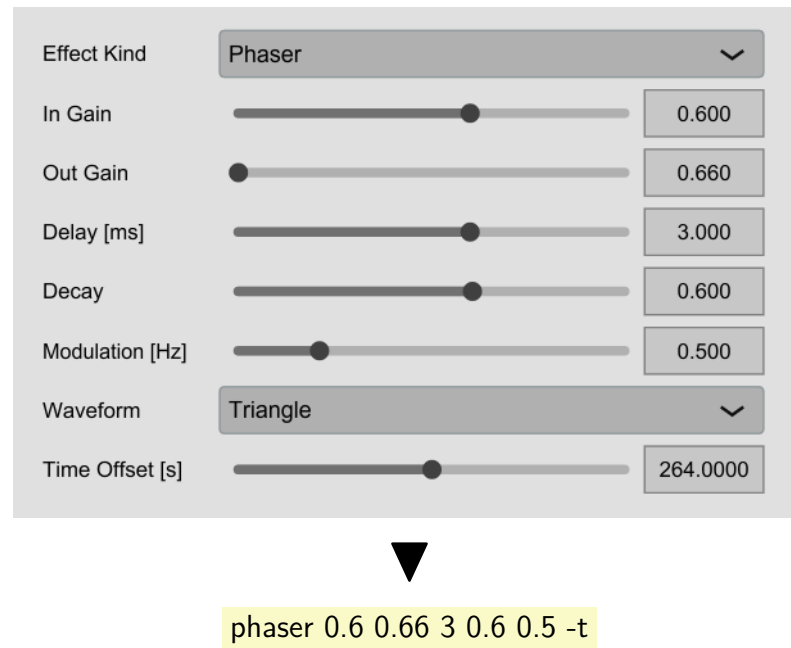 Effect Kind Phaser
In Gain 0.600
Out Gain 0.660
Delay [ms] 3.000
Decay 0.600
Modulation [Hz] 0.500
Waveform Triangle
Time Offset [s] 264.0000
phaser 0.6 0.66 3 0.6 0.5 -t